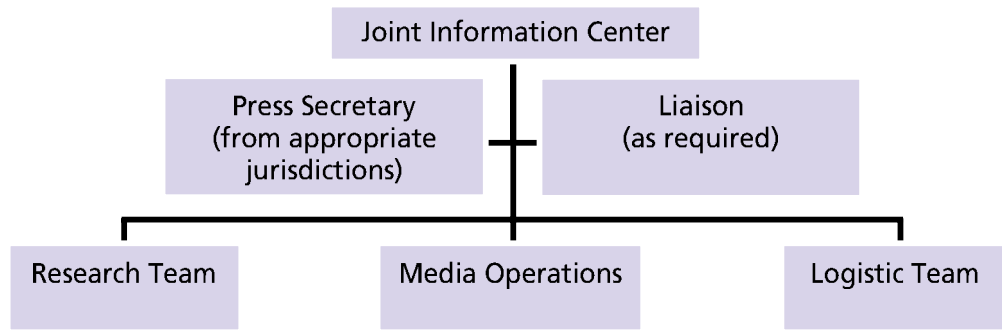 Joint Information Center
Press Secretary
(from appropriate
jurisdictions)
Liaison
(as required)
Research Team
Media Operations
Logistic Team